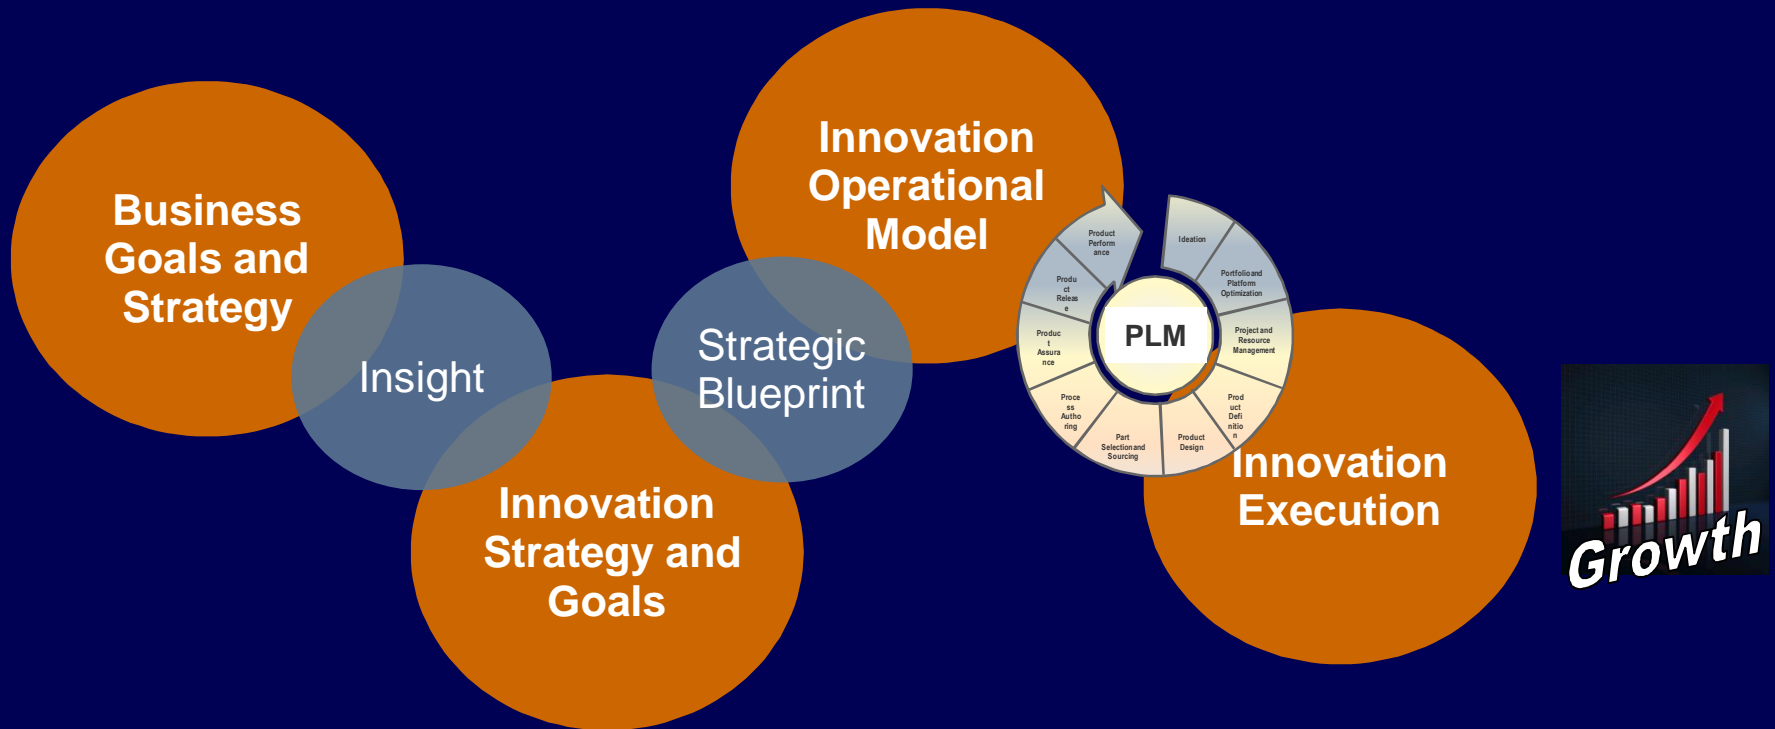 Business
Goals and
Strategy
Insight
Innovation
Strategy and
Goals
Strategic
Blueprint
Innovation
Operational
Model
PLM
Ideation
Portfolio and
Platform
Optimization
Project and
Resource
Management
Prod
uct
Defi
nitio
n
Product
Design
Part
Selection and
Sourcing
Proce
ss
Autho
ring
Produc
t
Assura
nce
Produ
ct
Releas
e
Product
Perform
ance
Innovation
Execution
Growth